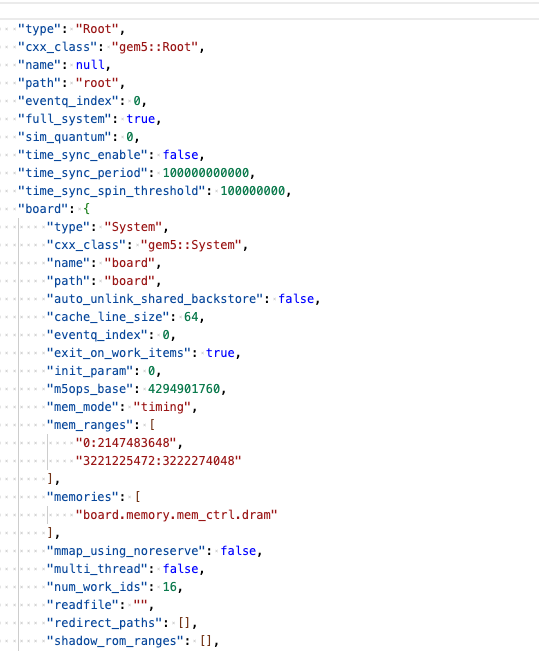 "type": "Root",
"cxx_class": "gem5::Root",
"name": null,
"path": "root",
"eventq_index": 0,
"full_system": true,
"sim_quantum": 0,
"time_sync_enable": false,
"time_sync_period": 100000000000,
"time_sync_spin_threshold": 100000000,
"board": {
"type": "System",
"cxx_class": "gem5::System",
"name": "board",
"path": "board",
"auto_unlink_shared_backstore": false,
"cache_line_size": 64,
"eventq_index": 0,
"exit_on_work_items": true,
"init_param": 0,
"m5ops_base": 4294901760,
"mem_mode": "timing",
"mem_ranges": [
"0:2147483648",
"3221225472:3222274048"
],
"memories": [
"board.memory.mem_ctrl.dram"
],
"mmap_using_noreserve": false,
"multi_thread": false,
"num_work_ids": 16,
"readfile": "",
"redirect_paths": [],
"shadow_rom_ranges": [],